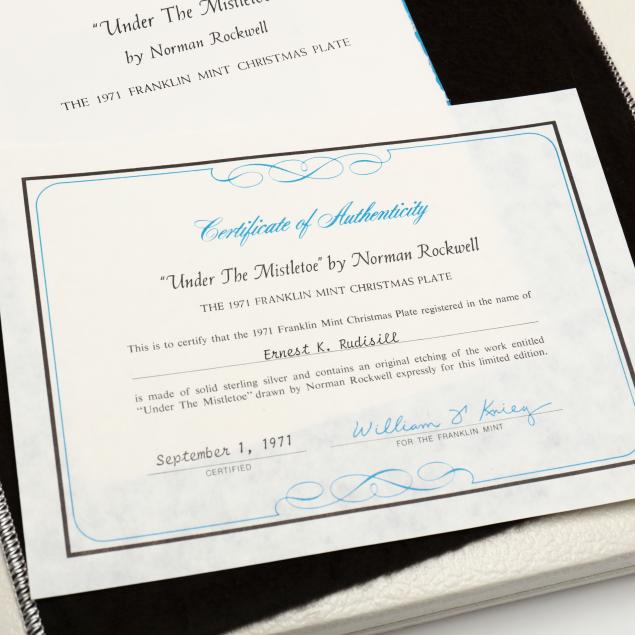 "Under The Mistletoe"
by Norman Rockwell
THE 1971 FRANKLIN MINT CHRISTMAS PLATE
Certificate of Authenticity
"Under The Mistletoe" by Norman Rockwell
THE 1971 FRANKLIN MINT CHRISTMAS PLATE
This is to certify that the 1971 Franklin Mint Christmas Plate registered in the name of
Ernest K. Rudisill
is made of solid sterling silver and contains an original etching of the work entitled
"Under The Mistletoe" drawn by Norman Rockwell expressly for this limited edition.
September 1, 1971
CERTIFIED
William
FOR THE FRANKLIN MINT